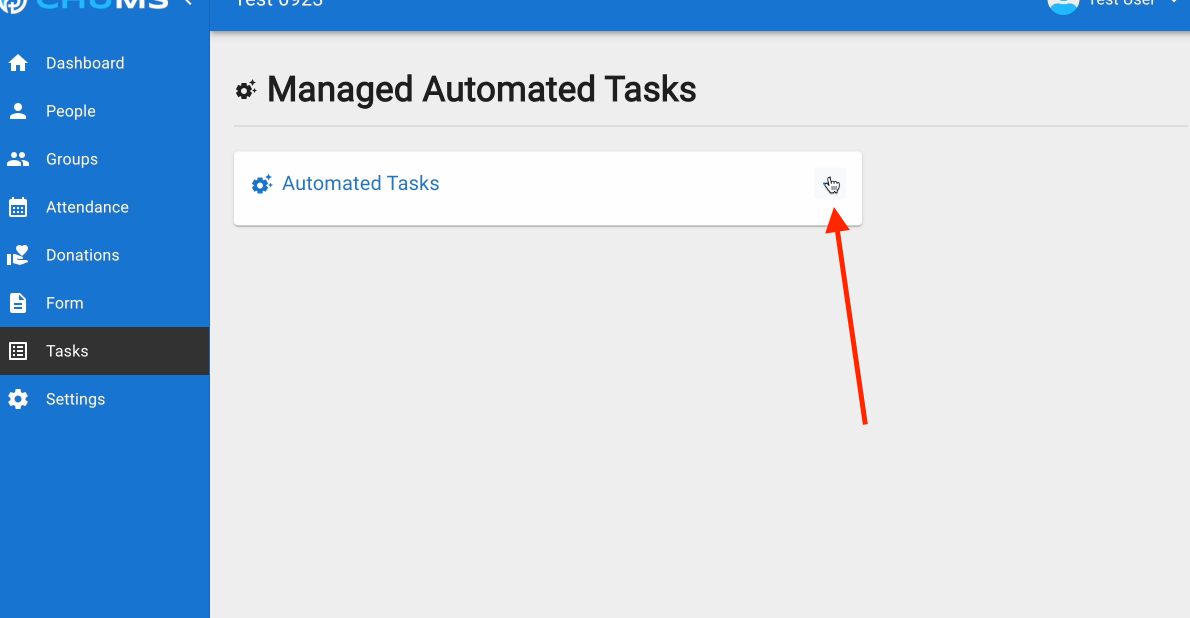 CHUMS
Test 0923
Test User
Dashboard
People
Groups
Attendance
Donations
Form
Tasks
Settings
Managed Automated Tasks
Automated Tasks